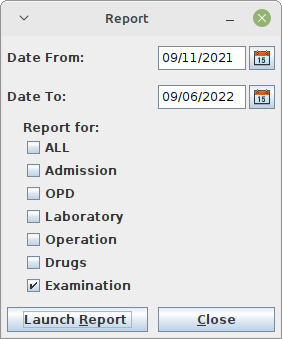 Report
Date From: 09/11/2021 15
Date To: 09/06/2022 15
Report for:
ALL
Admission
OPD
Laboratory
Operation
Drugs
Examination
Launch Report Close